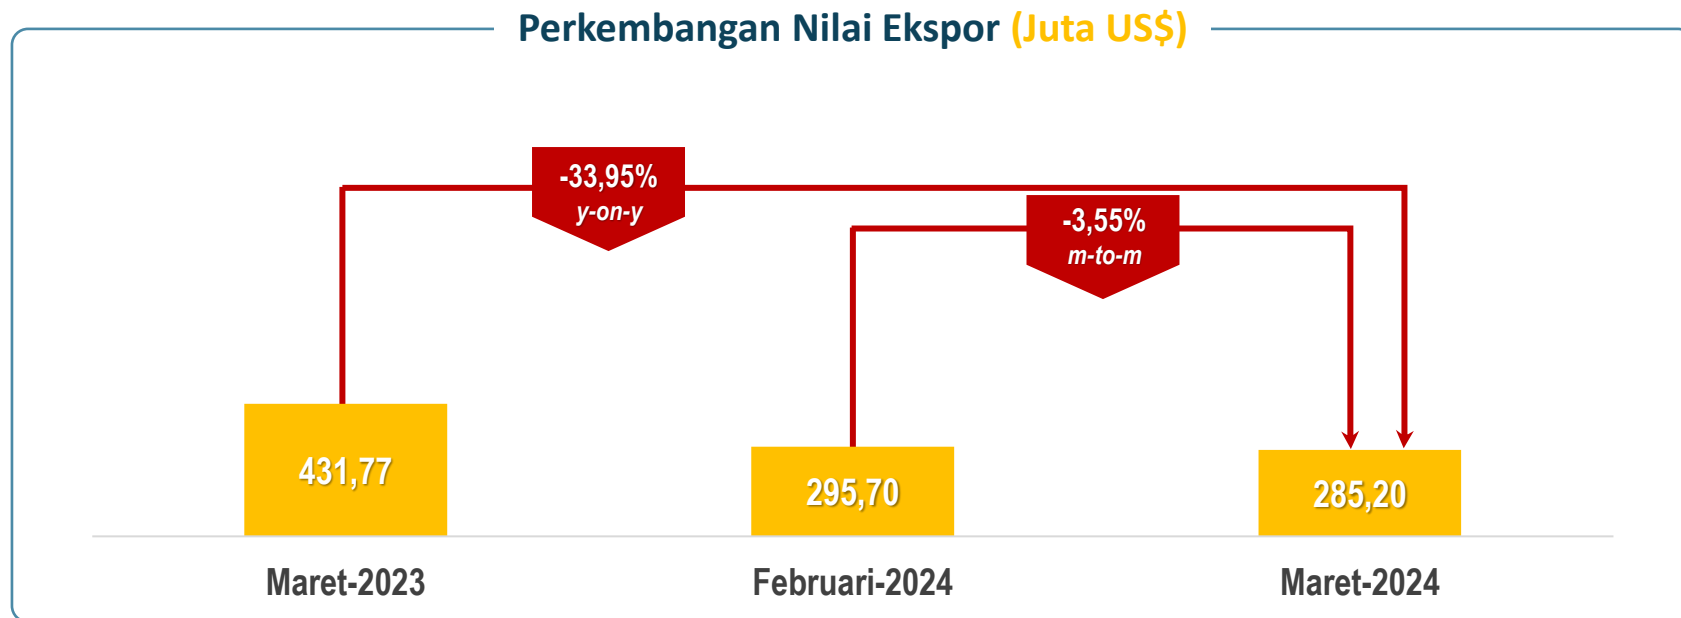 Perkembangan Nilai Ekspor (Juta US$)
-33,95%
y-on-y
-3,55%
m-to-m
431,77
295,70
285,20
Maret-2023
Februari-2024
Maret-2024